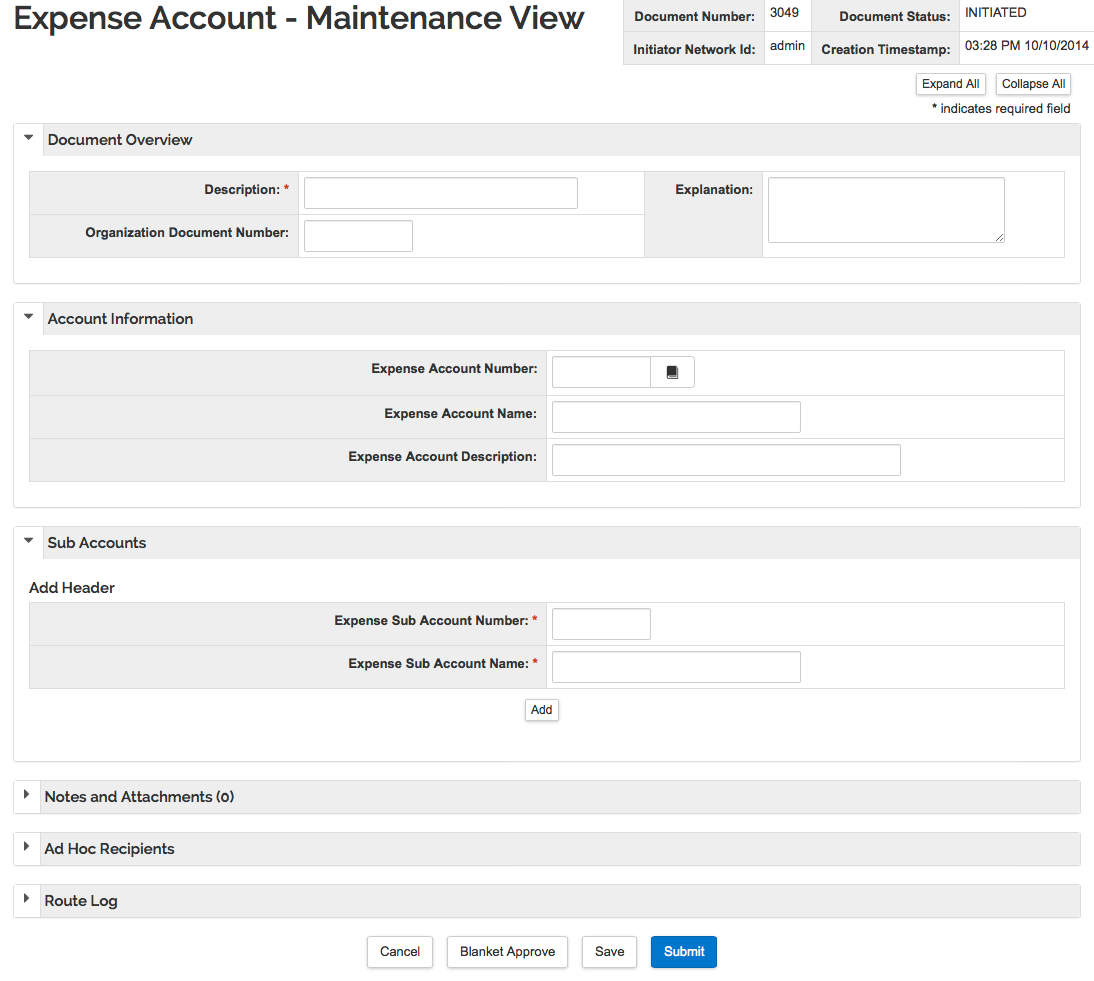 Expense Account - Maintenance View
Document Number: 3049 Document Status: INITIATED
Initiator Network Id: admin Creation Timestamp: 03:28 PM 10/10/2014
Expand All Collapse All
* indicates required field
Document Overview
Description: * Explanation:
Organization Document Number:
Account Information
Expense Account Number:
Expense Account Name:
Expense Account Description:
Sub Accounts
Add Header
Expense Sub Account Number: *
Expense Sub Account Name: *
Add
Notes and Attachments (0)
Ad Hoc Recipients
Route Log
Cancel Blanket Approve Save Submit